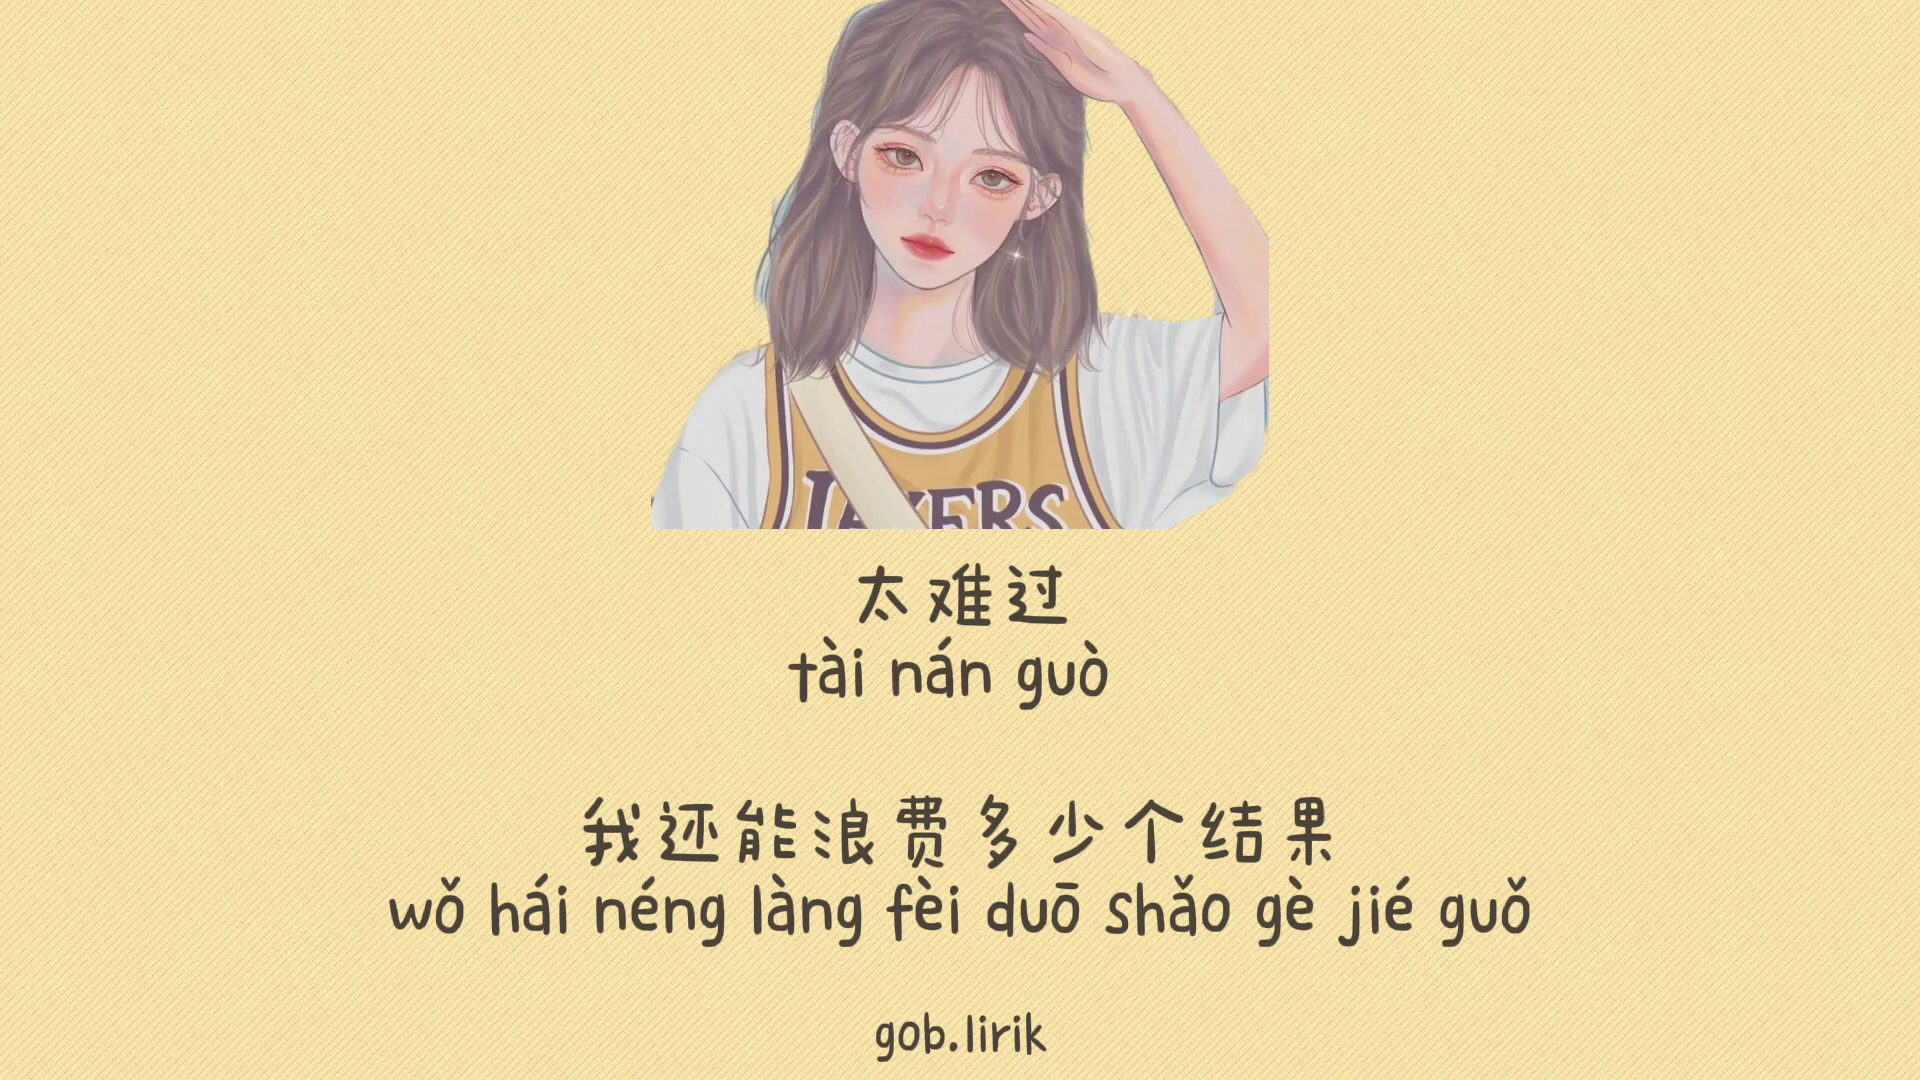 LAKERS
太难过
tài nán guò
我还能浪费多少个结果
wǒ hái néng làng fèi duō shǎo gè jié guǒ
gob.lirik